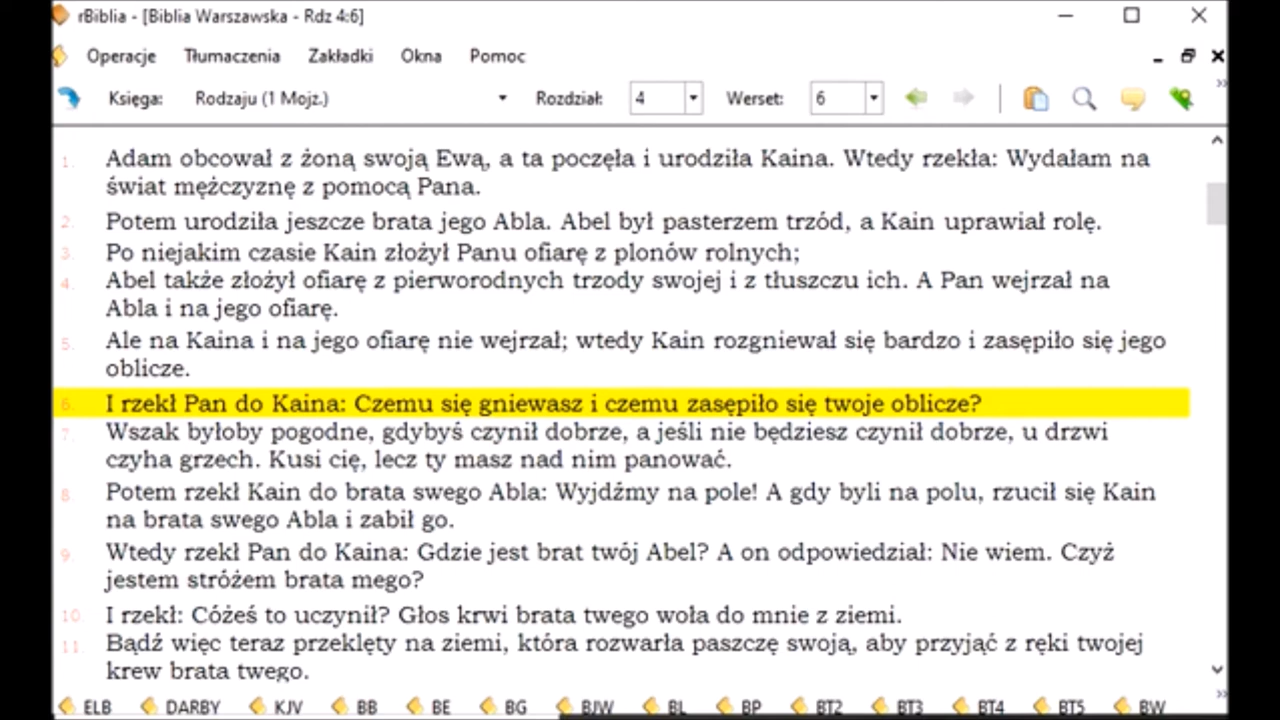 rBiblia - [Biblia Warszawska - Rdz 4:6]
Operacje Tłumaczenia Zakładki Okna Pomoc
Księga: Rodzaju (1 Mojz.) Rozdział: 4 Werset: 6
1. Adam obcował z żoną swoją Ewą, a ta poczęła i urodziła Kaina. Wtedy rzekła: Wydałam na
świat mężczyznę z pomocą Pana.
2. Potem urodziła jeszcze brata jego Abla. Abel był pasterzem trzód, a Kain uprawiał rolę.
3. Po niejakim czasie Kain złożył Panu ofiarę z plonów rolnych;
4. Abel także złożył ofiarę z pierworodnych trzody swojej i z tłuszczu ich. A Pan wejrzał na
Abla i na jego ofiarę.
5. Ale na Kaina i na jego ofiarę nie wejrzał; wtedy Kain rozgniewał się bardzo i zasępiło się jego
oblicze.
6. I rzekł Pan do Kaina: Czemu się gniewasz i czemu zasępiło się twoje oblicze?
7. Wszak byłoby pogodne, gdybyś czynił dobrze, a jeśli nie będziesz czynił dobrze, u drzwi
czyha grzech. Kusi cię, lecz ty masz nad nim panować.
8. Potem rzekł Kain do brata swego Abla: Wyjdźmy na pole! A gdy byli na polu, rzucił się Kain
na brata swego Abla i zabił go.
9. Wtedy rzekł Pan do Kaina: Gdzie jest brat twój Abel? A on odpowiedział: Nie wiem. Czyż
jestem stróżem brata mego?
10. I rzekł: Cóżeś to uczynił? Głos krwi brata twego woła do mnie z ziemi.
11. Bądź więc teraz przeklęty na ziemi, która rozwarła paszczę swoją, aby przyjąć z ręki twojej
krew brata twego.
ELB DARBY KJV BB BE BG BJW BL BP BT2 BT3 BT4 BT5 BW